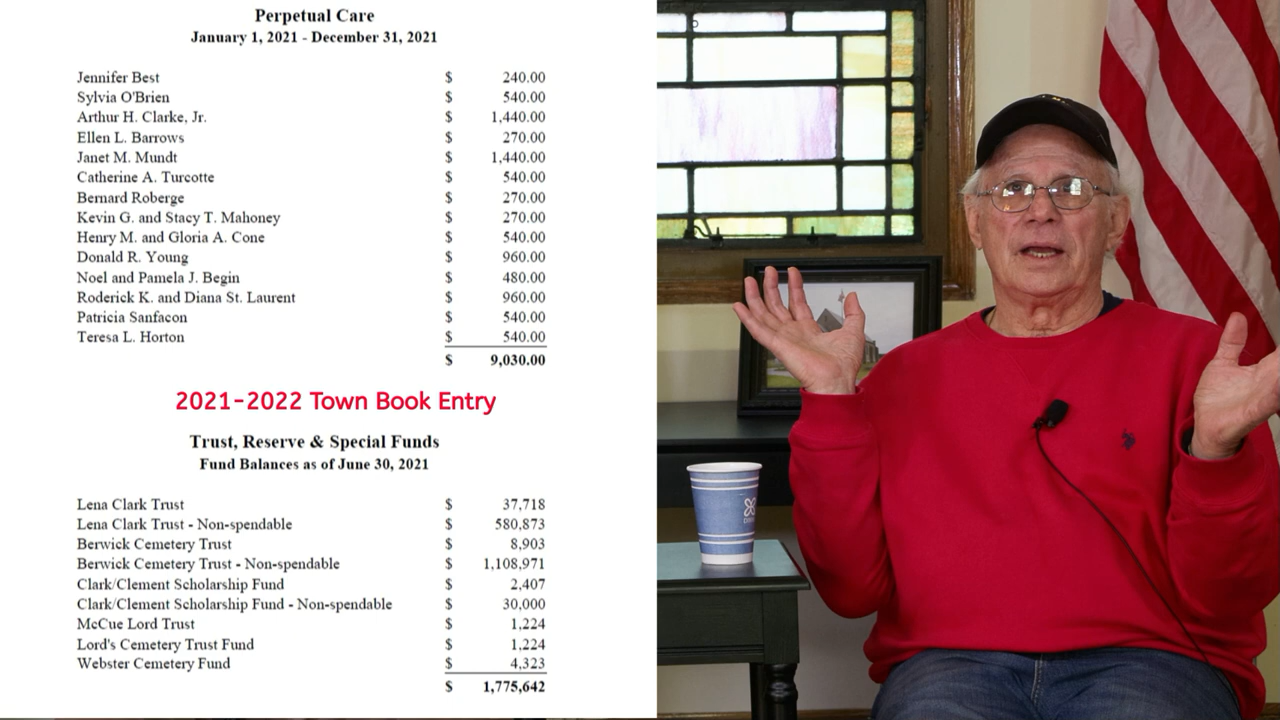 Perpetual Care
January 1, 2021 - December 31, 2021
Jennifer Best $ 240.00
Sylvia O'Brien $ 540.00
Arthur H. Clarke, Jr. $ 1,440.00
Ellen L. Barrows $ 270.00
Janet M. Mundt $ 1,440.00
Catherine A. Turcotte $ 540.00
Bernard Roberge $ 270.00
Kevin G. and Stacy T. Mahoney $ 270.00
Henry M. and Gloria A. Cone $ 540.00
Donald R. Young $ 960.00
Noel and Pamela J. Begin $ 480.00
Roderick K. and Diana St. Laurent $ 960.00
Patricia Sanfacon $ 540.00
Teresa L. Horton $ 540.00
$ 9,030.00
2021-2022 Town Book Entry
Trust, Reserve & Special Funds
Fund Balances as of June 30, 2021
Lena Clark Trust $ 37,718
Lena Clark Trust - Non-spendable $ 580,873
Berwick Cemetery Trust $ 8,903
Berwick Cemetery Trust - Non-spendable $ 1,108,971
Clark/Clement Scholarship Fund $ 2,407
Clark/Clement Scholarship Fund - Non-spendable $ 30,000
McCue Lord Trust $ 1,224
Lord's Cemetery Trust Fund $ 1,224
Webster Cemetery Fund $ 4,323
$ 1,775,642